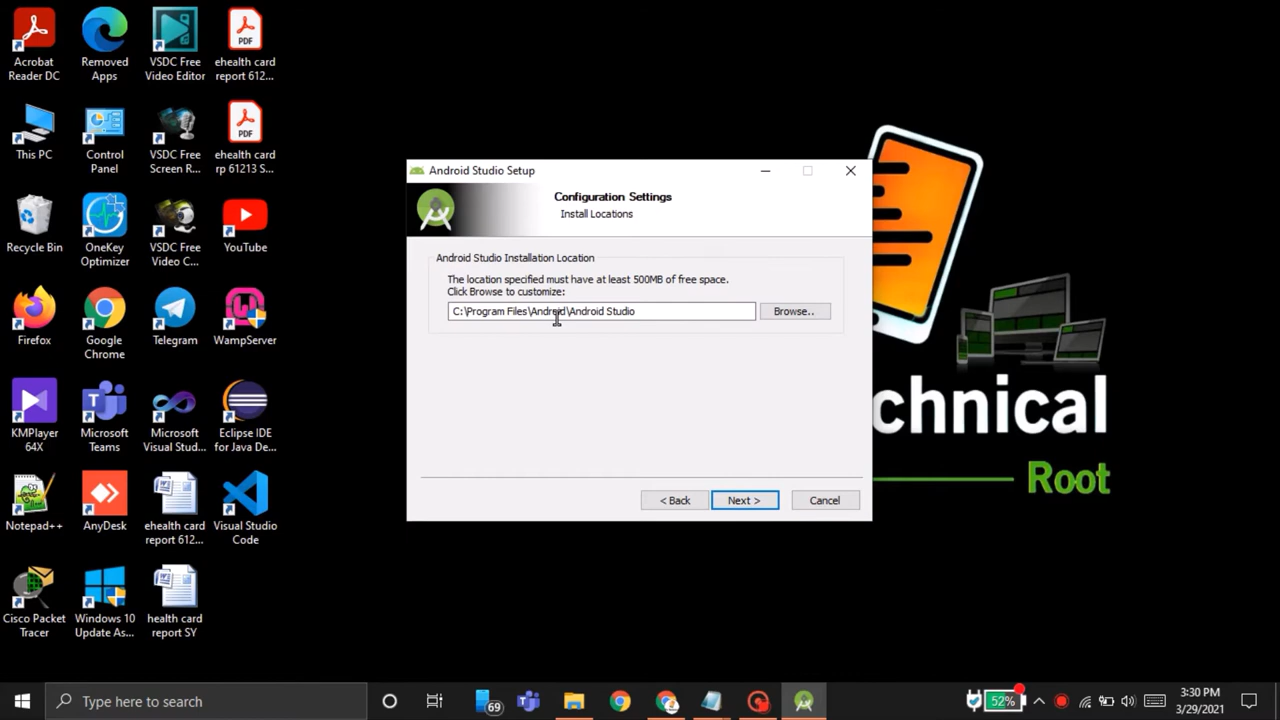 Acrobat
Reader DC
Removed
Apps
VSDC Free
Video Editor
PDF
ehealth card
report 612...
This PC
Control
Panel
VSDC Free
Screen R...
PDF
ehealth card
rp 61213 S...
Recycle Bin
OneKey
Optimizer
VSDC Free
Video C...
YouTube
Firefox
Google
Chrome
Telegram
WampServer
KMPlayer
64X
Microsoft
Teams
Microsoft
Visual Stud...
Eclipse IDE
for Java De...
Notepad++
AnyDesk
ehealth card
report 612...
Visual Studio
Code
Cisco Packet
Tracer
Windows 10
Update As...
health card
report SY
Android Studio Setup
Configuration Settings
Install Locations
Android Studio Installation Location
The location specified must have at least 500MB of free space.
Click Browse to customize:
C:\Program Files\Android\Android Studio
Browse..
< Back
Next >
Cancel
chnical
Root
Type here to search
69
52%
3:30 PM
3/29/2021